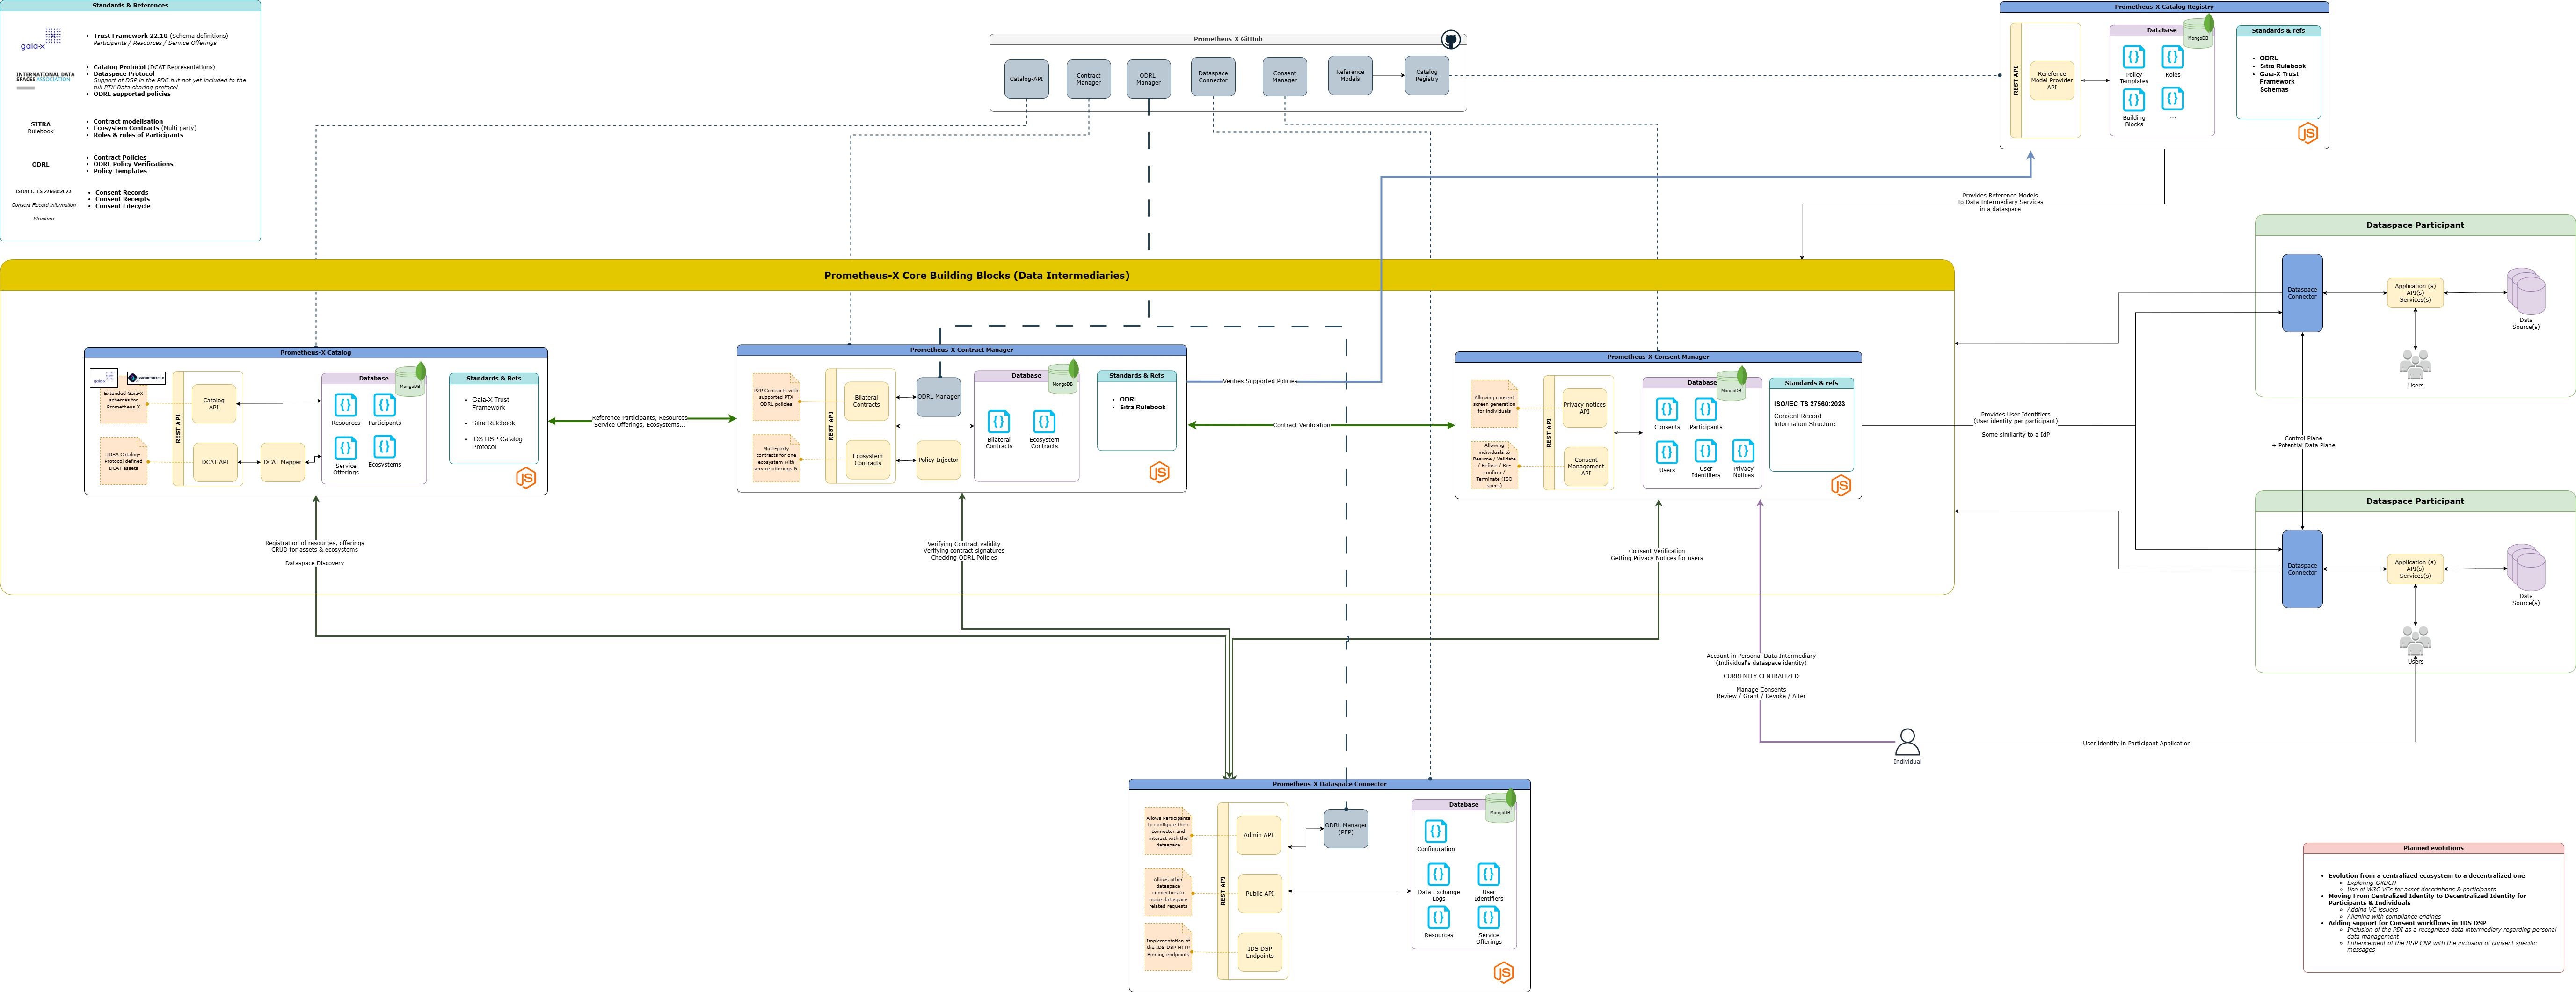 Standards & References
gaia-x
Trust Framework 22.10 (Schema definitions)
Participants / Resources / Service Offerings
INTERNATIONAL DATA
SPACES ASSOCIATION
Catalog Protocol (DCAT Representations)
Dataspace Protocol
Support of DSP in the PDC but not yet included to the
full PTX Data sharing protocol
ODRL supported policies
SITRA
Rulebook
Contract modelisation
Ecosystem Contracts (Multi party)
Roles & rules of Participants
ODRL
Contract Policies
ODRL Policy Verifications
Policy Templates
ISO/IEC TS 27560:2023
Consent Record Information
Structure
Consent Records
Consent Receipts
Consent Lifecycle
Prometheus-X GitHub
Catalog-API
Contract
Manager
ODRL
Manager
Dataspace
Connector
Consent
Manager
Reference
Models
Catalog
Registry
Prometheus-X Catalog Registry
REST API
Rerefence
Model Provider
API
Database
MongoDB
Policy
Templates
Roles
Building
Blocks
...
Standards & refs
ODRL
Sitra Rulebook
Gaia-X Trust
Framework
Schemas
JS
Provides Reference Models
To Data Intermediary Services
in a dataspace
Prometheus-X Core Building Blocks (Data Intermediaries)
Prometheus-X Catalog
gaia-x
PROMETHEUS-X
Extended Gaia-X
schemes for
Prometheus-X
IDSA Catalog-
Protocol defined
DCAT assets
REST API
Catalog
API
DCAT API
DCAT Mapper
Database
MongoDB
Resources
Participants
Service
Offerings
Ecosystems
Standards & Refs
Gaia-X Trust
Framework
Sitra Rulebook
IDS DSP Catalog
Protocol
JS
Reference Participants, Resources
Service Offerings, Ecosystems...
Prometheus-X Contract Manager
P2P Contracts with
supported PTX
ODRL policies
Multi-party
contracts for one
ecosystem with
service offerings &
REST API
Bilateral
Contracts
Ecosystem
Contracts
ODRL Manager
Policy Injector
Database
MongoDB
Bilateral
Contracts
Ecosystem
Contracts
Standards & Refs
ODRL
Sitra Rulebook
JS
Verifies Supported Policies
Contract Verification
Prometheus-X Consent Manager
Allowing consent
screen generation
for individuals
Allowing
individuals to
Resume / Validate
/ Refuse / Re-
confirm /
Terminate (ISO
specs)
REST API
Privacy notices
API
Consent
Management
API
Database
MongoDB
Consents
Participants
Users
User
Identifiers
Privacy
Notices
Standards & refs
ISO/IEC TS 27560:2023
Consent Record
Information Structure
JS
Provides User Identifiers
(User identity per participant)
Some similarity to a IdP
Dataspace Participant
Dataspace
Connector
Application (s)
API(s)
Services(s)
Data
Source(s)
Users
Control Plane
+ Potential Data Plane
Dataspace Participant
Dataspace
Connector
Application (s)
API(s)
Services(s)
Data
Source(s)
Users
Registration of resources, offerings
CRUD for assets & ecosystems
Dataspace Discovery
Verifying Contract validity
Verifying contract signatures
Checking ODRL Policies
Consent Verification
Getting Privacy Notices for users
Account in Personal Data Intermediary
(Individual's dataspace identity)
CURRENTLY CENTRALIZED
Manage Consents
Review / Grant / Revoke / Alter
Individual
User identity in Participant Application
Prometheus-X Dataspace Connector
Allows Participants
to configure their
connector and
interact with the
dataspace
Allows other
dataspace
connectors to
make dataspace
related requests
Implementation of
the IDS DSP HTTP
Binding endpoints
REST API
Admin API
Public API
IDS DSP
Endpoints
ODRL Manager
(PEP)
Database
MongoDB
Configuration
Data Exchange
Logs
User
Identifiers
Resources
Service
Offerings
JS
Planned evolutions
Evolution from a centralized ecosystem to a decentralized one
Exploring GXDCH
Use of W3C VCs for asset descriptions & participants
Moving From Centralized Identity to Decentralized Identity for
Participants & Individuals
Adding VC issuers
Aligning with compliance engines
Adding support for Consent workflows in IDS DSP
Inclusion of the PDI as a recognized data intermediary regarding personal
data management
Enhancement of the DSP CNP with the inclusion of consent specific
messages